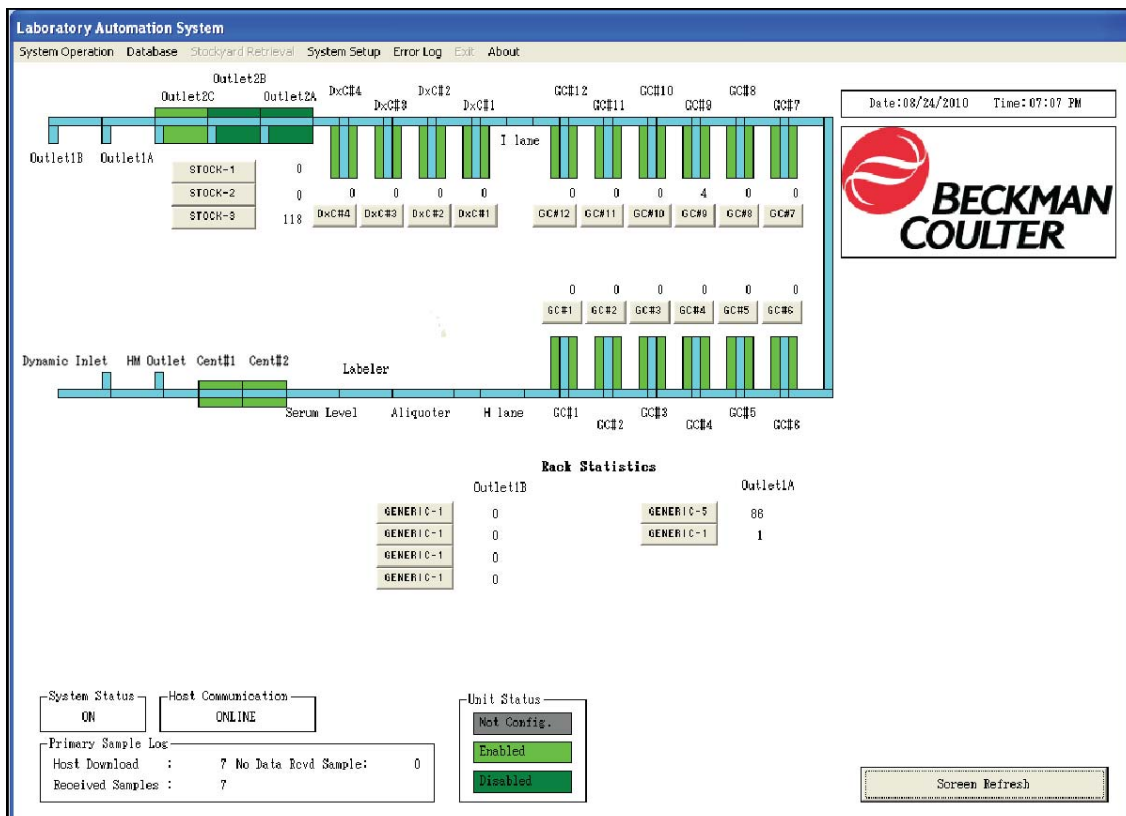 Laboratory Automation System
System Operation Database Stockyard Retrieval System Setup Error Log Exit About
Outlet2B
Outlet2C Outlet2A DxC#4 DxC#2 GC#12 GC#10 GC#8
DxC#3 DxC#1 GC#11 GC#9 GC#7
Date:08/24/2010 Time:07:07 PM
I lane
Outlet1B Outlet1A
STOCK-1 0
STOCK-2 0
STOCK-3 118
0 0 0 0 0 0 0 4 0 0
DxC#4 DxC#3 DxC#2 DxC#1 GC#12 GC#11 GC#10 GC#9 GC#8 GC#7
BECKMAN
COULTER
0 0 0 0 0 0
GC#1 GC#2 GC#3 GC#4 GC#5 GC#6
Dynamic Inlet HM Outlet Cent#1 Cent#2
Labeler
Serum Level Aliquoter H lane GC#1 GC#3 GC#5
GC#2 GC#4 GC#6
Rack Statistics
Outlet1B Outlet1A
GENERIC-1 0 GENERIC-5 86
GENERIC-1 0 GENERIC-1 1
GENERIC-1 0
GENERIC-1 0
System Status Host Communication Unit Status
ON ONLINE
Not Config.
Primary Sample Log
Host Download : 7 No Data Rcvd Sample: 0
Enabled
Received Samples : 7
Disabled
Screen Refresh